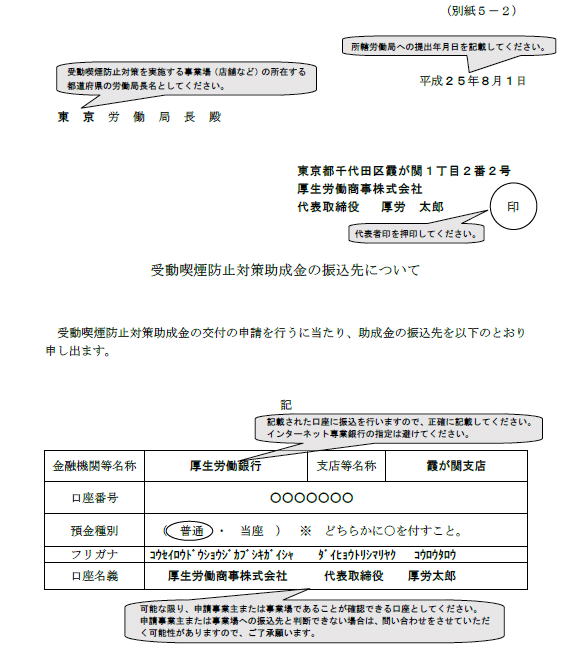 （別紙５－２）
所轄労働局への提出年月日を記載してください。
受動喫煙防止対策を実施する事業場（店舗など）の所在する
都道府県の労働局長名としてください。
平成２５年８月１日
東 京 労 働 局 長 殿
東京都千代田区霞が関１丁目２番２号
厚生労働商事株式会社
代表取締役 厚労 太郎 印
代表者印を押印してください。
受動喫煙防止対策助成金の振込先について
受動喫煙防止対策助成金の交付の申請を行うに当たり、助成金の振込先を以下のとおり
申し出ます。
記
記載された口座に振込を行いますので、正確に記載してください。
インターネット専業銀行の指定は避けてください。
金融機関等名称 厚生労働銀行 支店等名称 霞が関支店
口座番号 〇〇〇〇〇〇〇
預金種別 （ 普通 ・ 当座 ） ※ どちらかに○を付すこと。
フリガナ ｺｳｾｲﾛｳﾄﾞｳｼｮｳｼﾞｶﾌﾞｼｷｶﾞｲｼｬ ﾀﾞｲﾋｮｳﾄﾘｼﾏﾘﾔｸ ｺｳﾛｳﾀﾛｳ
口座名義 厚生労働商事株式会社 代表取締役 厚労太郎
可能な限り、申請事業主または事業場であることが確認できる口座としてください。
申請事業主または事業場への振込先と判断できない場合は、問い合わせをさせていただ
く可能性がありますので、ご了承願います。